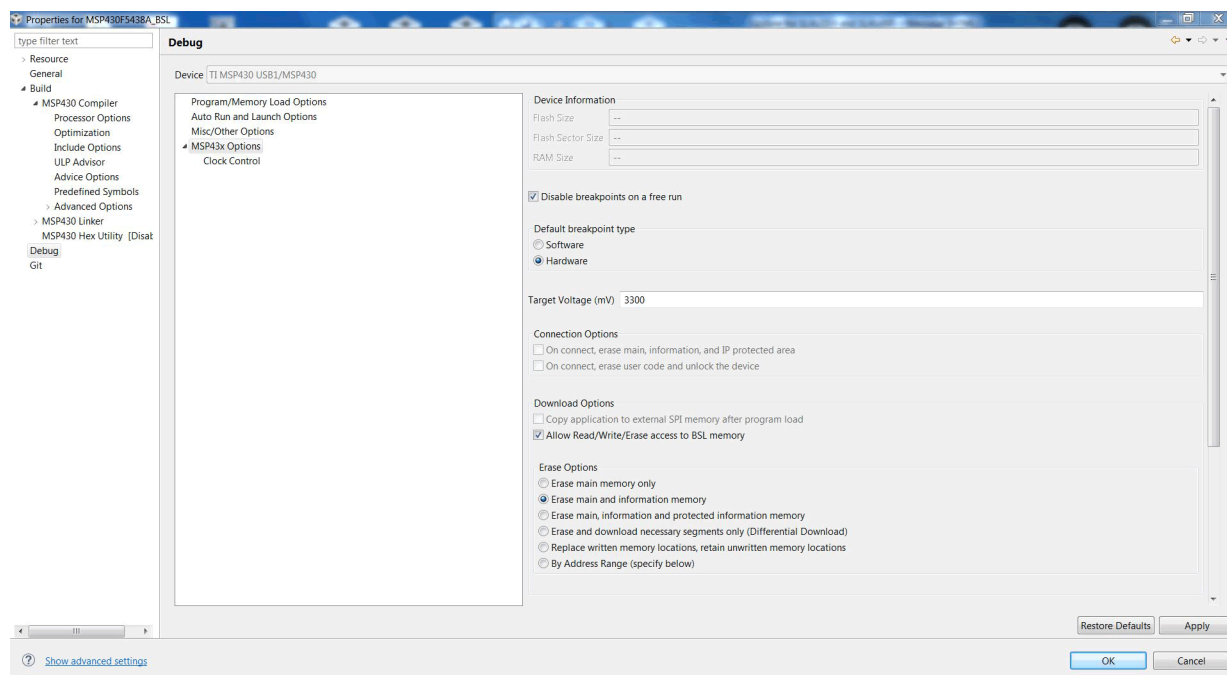 Properties for MSP430F5438A_BSL
type filter text
Resource
General
Build
MSP430 Compiler
Processor Options
Optimization
Include Options
ULP Advisor
Advice Options
Predefined Symbols
Advanced Options
MSP430 Linker
MSP430 Hex Utility [Disab
Debug
Git
Debug
Device TI MSP430 USB1/MSP430
Program/Memory Load Options
Auto Run and Launch Options
Misc/Other Options
MSP43x Options
Clock Control
Device Information
Flash Size --
Flash Sector Size --
RAM Size --
Disable breakpoints on a free run
Default breakpoint type
Software
Hardware
Target Voltage (mV) 3300
Connection Options
On connect, erase main, information, and IP protected area
On connect, erase user code and unlock the device
Download Options
Copy application to external SPI memory after program load
Allow Read/Write/Erase access to BSL memory
Erase Options
Erase main memory only
Erase main and information memory
Erase main, information and protected information memory
Erase and download necessary segments only (Differential Download)
Replace written memory locations, retain unwritten memory locations
By Address Range (specify below)
Restore Defaults Apply
Show advanced settings
OK Cancel